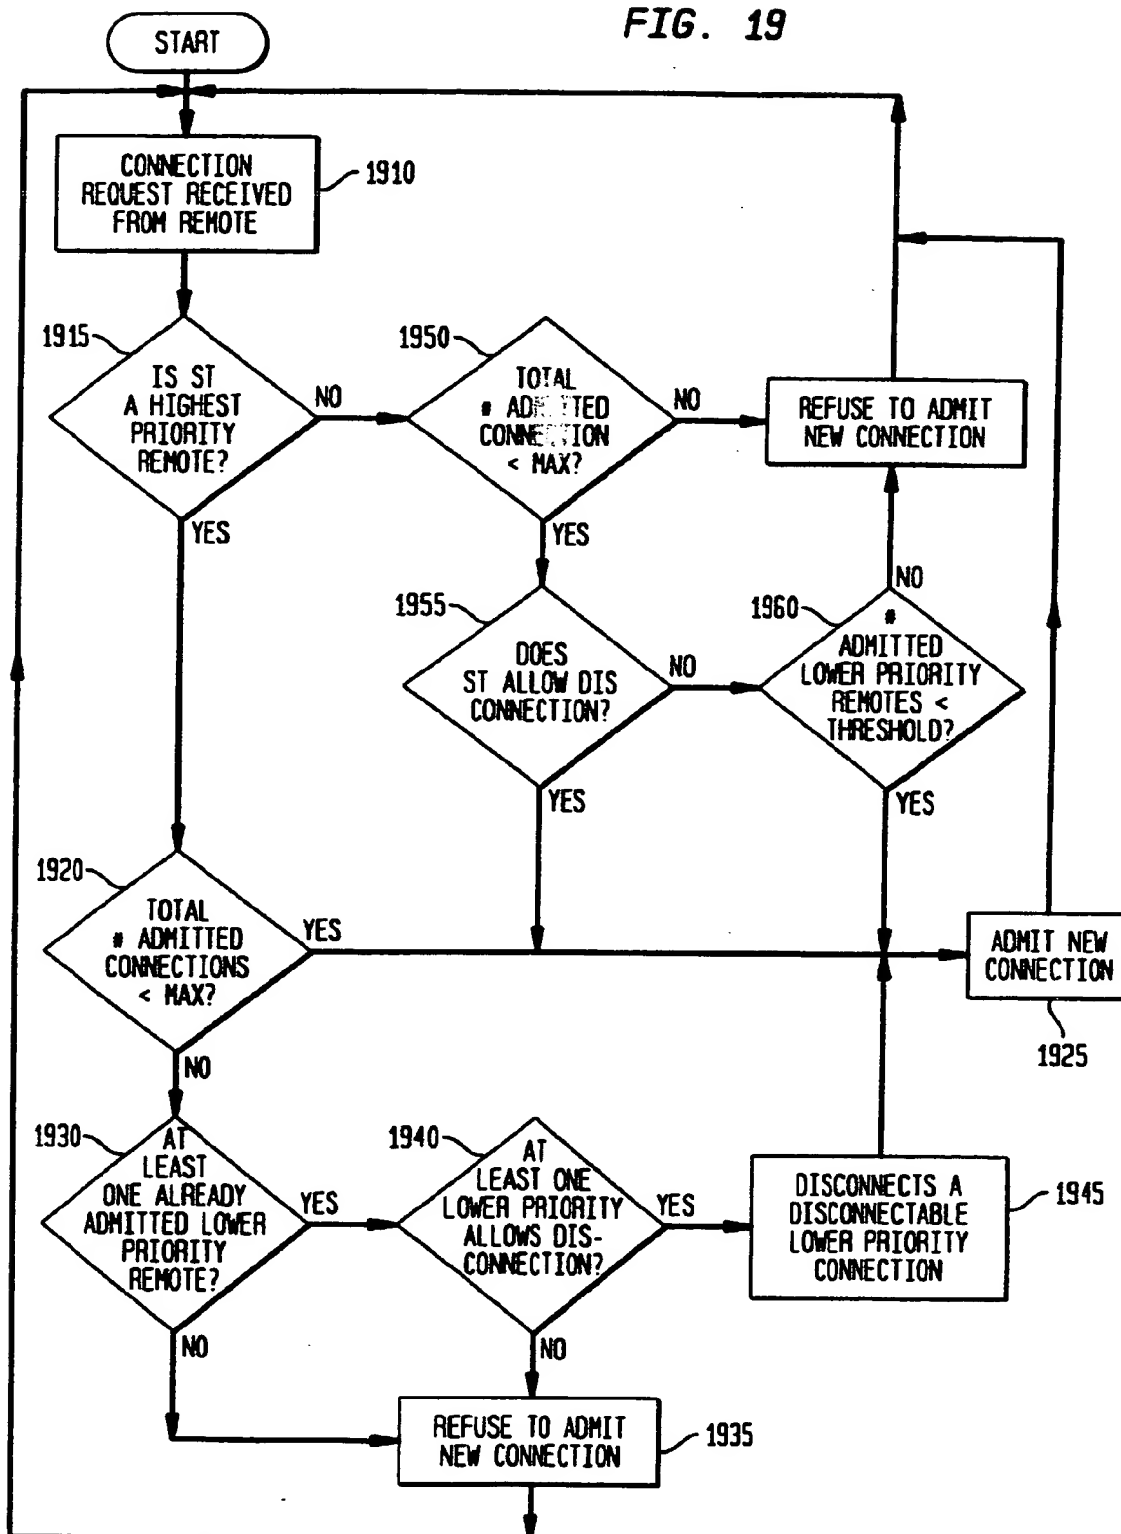 FIG. 19
START
CONNECTION
REQUEST RECEIVED
FROM REMOTE
1910
1915
IS ST
A HIGHEST
PRIORITY
REMOTE?
NO
YES
1950
TOTAL
# ADMITTED
CONNECTION
< MAX?
NO
YES
REFUSE TO ADMIT
NEW CONNECTION
1955
DOES
ST ALLOW DIS
CONNECTION?
NO
YES
1960
#
ADMITTED
LOWER PRIORITY
REMOTES <
THRESHOLD?
NO
YES
1920
TOTAL
# ADMITTED
CONNECTIONS
< MAX?
YES
NO
ADMIT NEW
CONNECTION
1925
1930
AT
LEAST
ONE ALREADY
ADMITTED LOWER
PRIORITY
REMOTE?
YES
NO
1940
AT
LEAST ONE
LOWER PRIORITY
ALLOWS DIS-
CONNECTION?
YES
NO
DISCONNECTS A
DISCONNECTABLE
LOWER PRIORITY
CONNECTION
1945
REFUSE TO ADMIT
NEW CONNECTION
1935